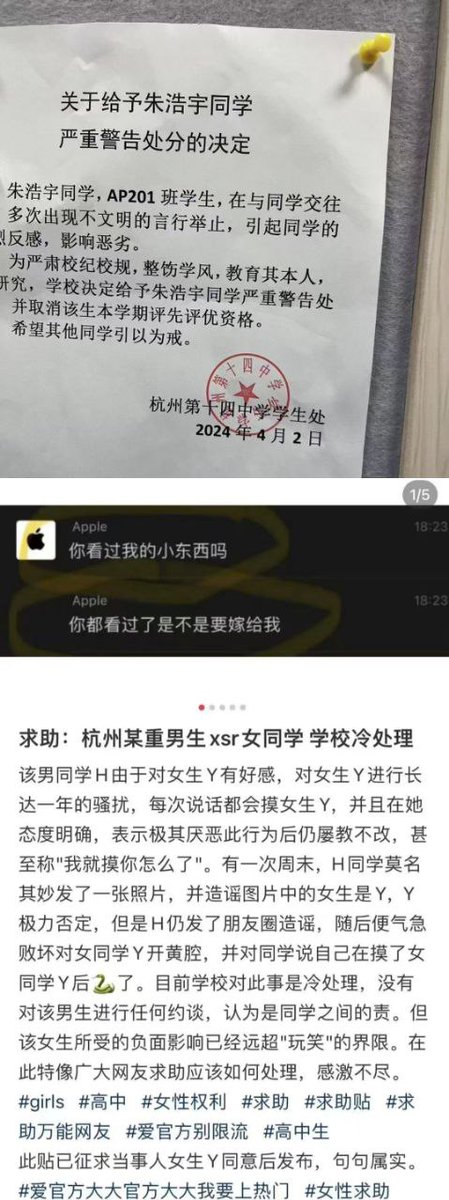 关于给予朱浩宇同学
严重警告处分的决定
朱浩宇同学，AP201 班学生，在与同学交往
多次出现不文明的言行举止，引起同学的
烈反感，影响恶劣。
为严肃校纪校规，整饬学风，教育其本人，
研究，学校决定给予朱浩宇同学严重警告处
并取消该生本学期评先评优资格。
希望其他同学引以为戒。
杭州第十四中学学生处
2024 年 4 月 2 日
1/5
Apple
18:23
你看过我的小东西吗
Apple
18:23
你都看过了是不是要嫁给我
求助：杭州某重男生xsr女同学 学校冷处理
该男同学H由于对女生Y有好感，对女生Y进行长
达一年的骚扰，每次说话都会摸女生Y，并且在她
态度明确，表示极其厌恶此行为后仍屡教不改，甚
至称"我就摸你怎么了"。有一次周末，H同学莫名
其妙发了一张照片，并造谣图片中的女生是Y，Y
极力否定，但是H仍发了朋友圈造谣，随后便气急
败坏对女同学Y开黄腔，并对同学说自己在摸了女
同学Y后🐍了。目前学校对此事是冷处理，没有
对该男生进行任何约谈，认为是同学之间的责。但
该女生所受的负面影响已经远超"玩笑"的界限。在
此特像广大网友求助应该如何处理，感激不尽。
#girls #高中 #女性权利 #求助 #求助贴 #求
助万能网友 #爱官方别限流 #高中生
此贴已征求当事人女生Y同意后发布，句句属实。
#爱官方大大官方大大我要上热门 #女性求助